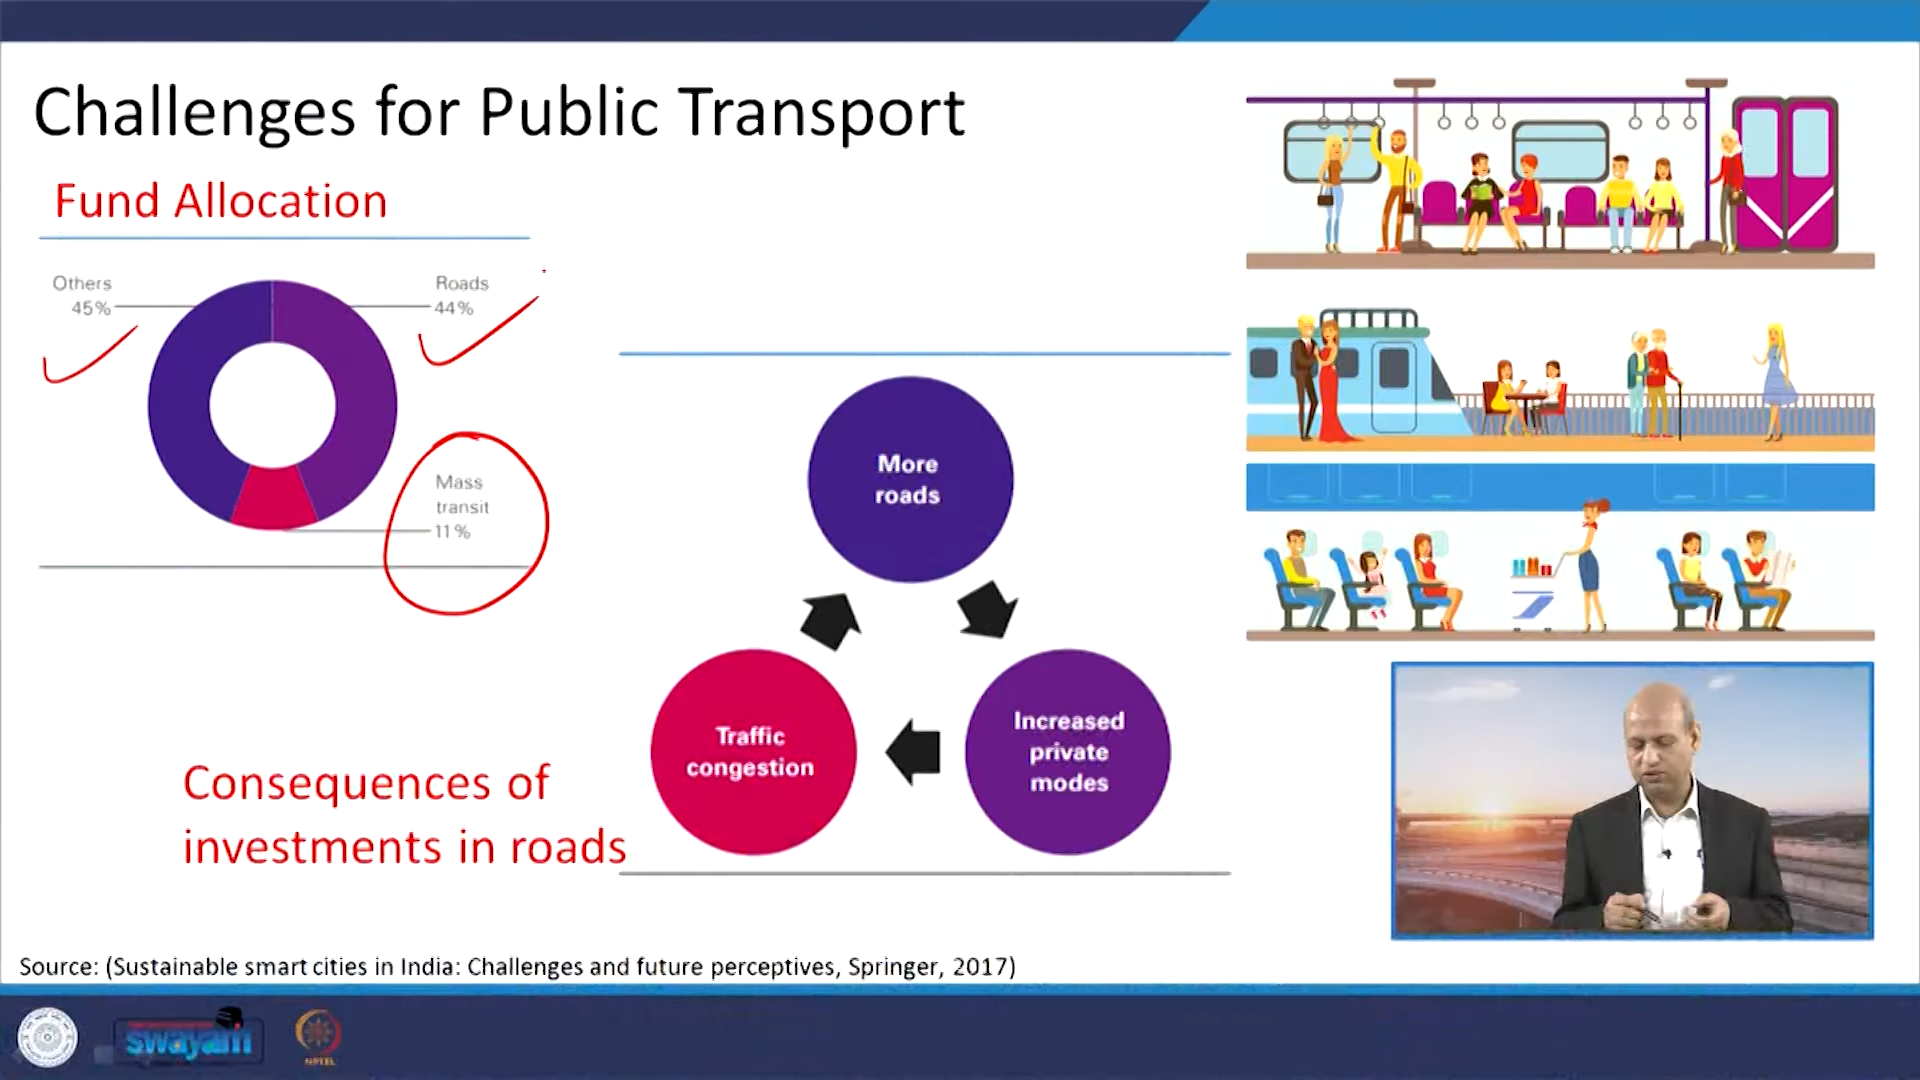 Challenges for Public Transport
Fund Allocation
Others
45%
Roads
44%
Mass
transit
11%
More
roads
Increased
private
modes
Traffic
congestion
Consequences of
investments in roads
Source: (Sustainable smart cities in India: Challenges and future perceptives, Springer, 2017)
swayam
NPTEL